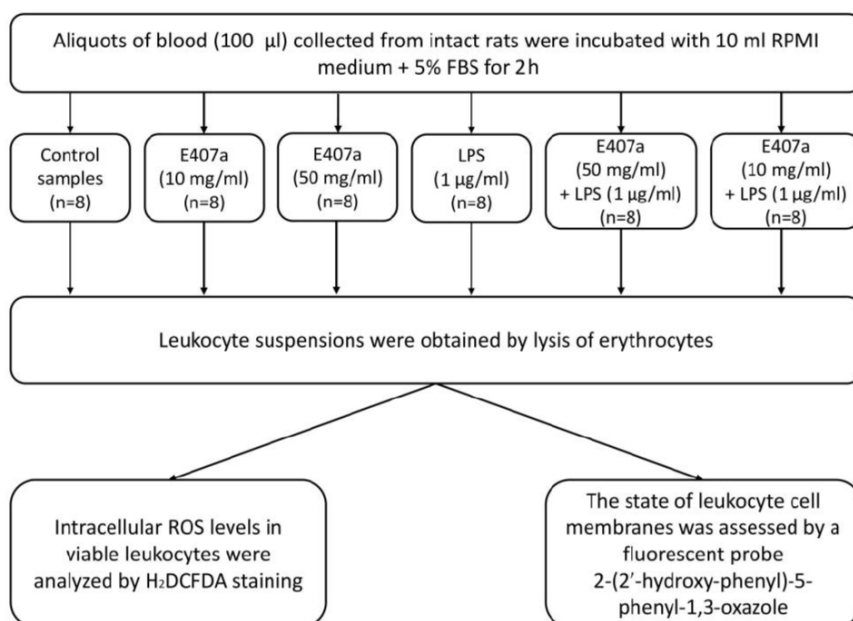 Aliquots of blood (100 μl) collected from intact rats were incubated with 10 ml RPMI
medium + 5% FBS for 2h
Control
samples
(n=8)
E407a
(10 mg/ml)
(n=8)
E407a
(50 mg/ml)
(n=8)
LPS
(1 μg/ml)
(n=8)
E407a
(50 mg/ml)
+ LPS (1 μg/ml)
(n=8)
E407a
(10 mg/ml)
+ LPS (1 μg/ml)
(n=8)
Leukocyte suspensions were obtained by lysis of erythrocytes
Intracellular ROS levels in
viable leukocytes were
analyzed by H₂DCFDA staining
The state of leukocyte cell
membranes was assessed by a
fluorescent probe
2-(2′-hydroxy-phenyl)-5-
phenyl-1,3-oxazole